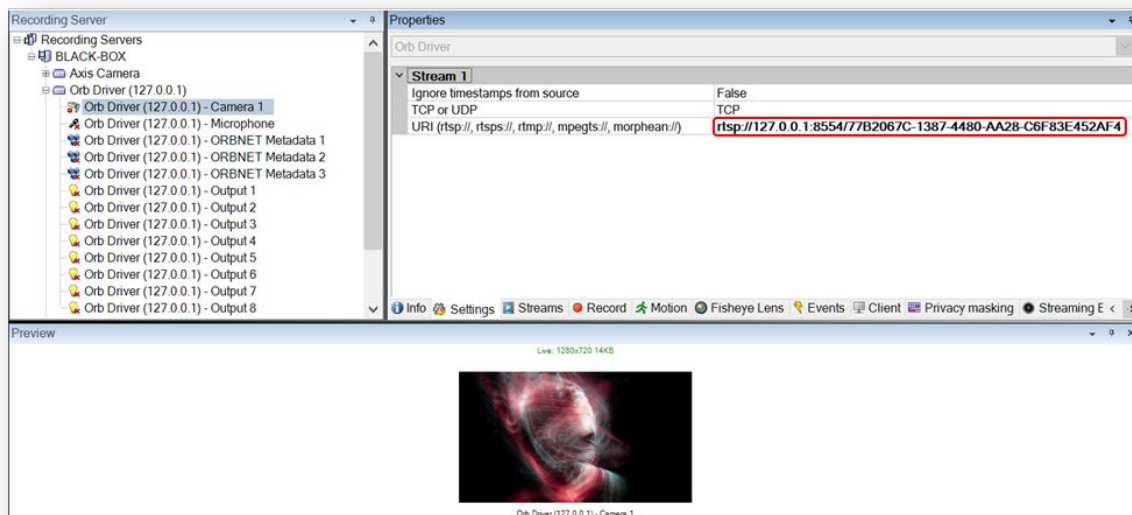 Recording Server
Recording Servers
BLACK-BOX
Axis Camera
Orb Driver (127.0.0.1)
Orb Driver (127.0.0.1) - Camera 1
Orb Driver (127.0.0.1) - Microphone
Orb Driver (127.0.0.1) - ORBNET Metadata 1
Orb Driver (127.0.0.1) - ORBNET Metadata 2
Orb Driver (127.0.0.1) - ORBNET Metadata 3
Orb Driver (127.0.0.1) - Output 1
Orb Driver (127.0.0.1) - Output 2
Orb Driver (127.0.0.1) - Output 3
Orb Driver (127.0.0.1) - Output 4
Orb Driver (127.0.0.1) - Output 5
Orb Driver (127.0.0.1) - Output 6
Orb Driver (127.0.0.1) - Output 7
Orb Driver (127.0.0.1) - Output 8
Properties
Orb Driver
Stream 1
Ignore timestamps from source False
TCP or UDP TCP
URI (rtsp://, rtsps://, rtmp://, mpegts://, morphean://) rtsp://127.0.0.1:8554/77B2067C-1387-4480-AA28-C6F83E452AF4
Info Settings Streams Record Motion Fisheye Lens Events Client Privacy masking Streaming E
Preview
Live: 1280x720 14KB
Orb Driver (127.0.0.1) - Camera 1